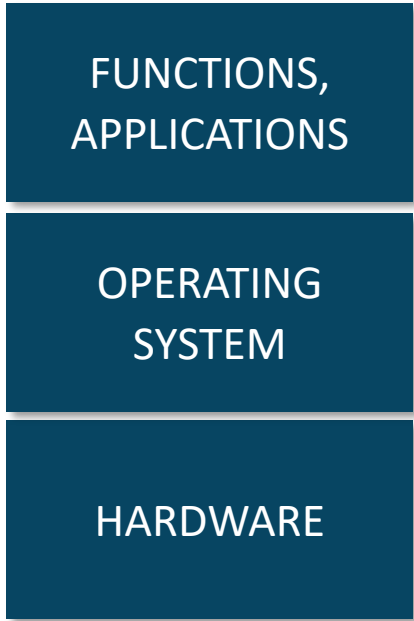 FUNCTIONS,
APPLICATIONS
OPERATING
SYSTEM
HARDWARE